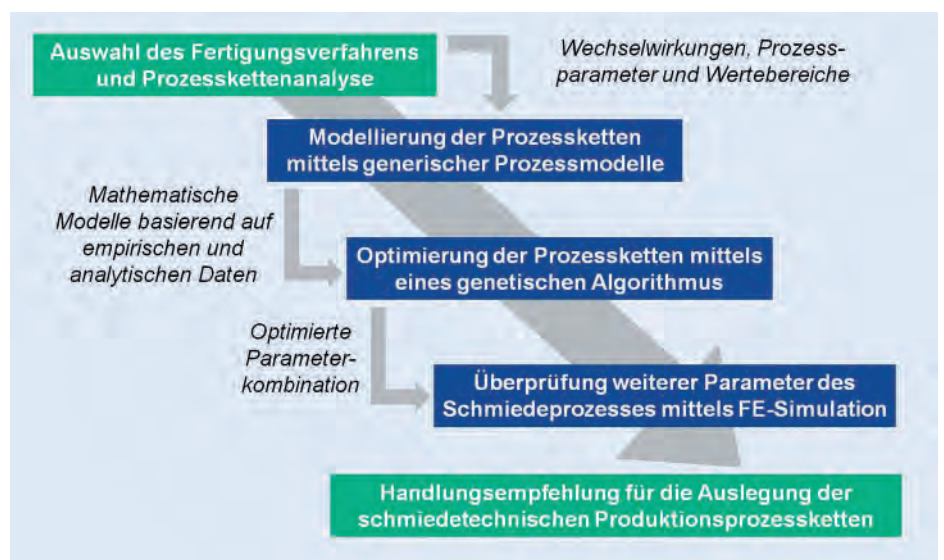 Auswahl des Fertigungsverfahrens
und Prozesskettenanalyse
Wechselwirkungen, Prozess-
parameter und Wertebereiche
Modellierung der Prozessketten
mittels generischer Prozessmodelle
Mathematische
Modelle basierend auf
empirischen und
analytischen Daten
Optimierung der Prozessketten mittels
eines genetischen Algorithmus
Optimierte
Parameter-
kombination
Überprüfung weiterer Parameter des
Schmiedeprozesses mittels FE-Simulation
Handlungsempfehlung für die Auslegung der
schmiedetechnischen Produktionsprozessketten